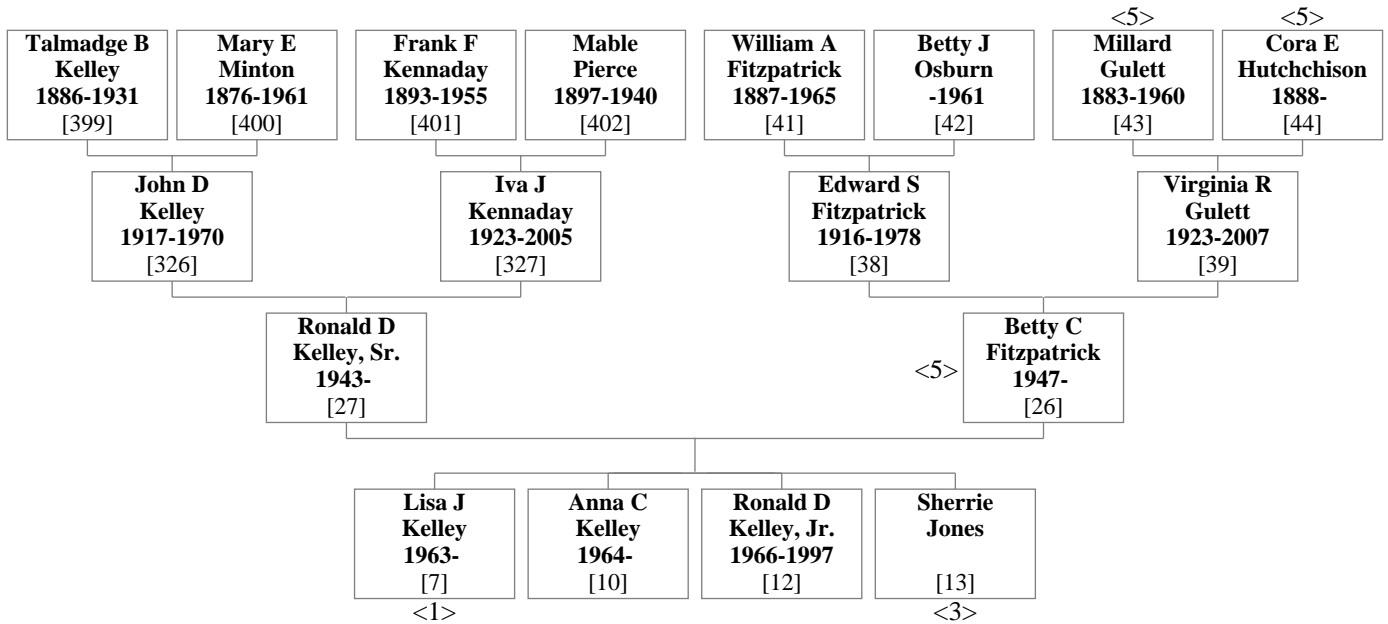 <5>
<5>
Talmadge B
Kelley
1886-1931
[399]
Mary E
Minton
1876-1961
[400]
Frank F
Kennaday
1893-1955
[401]
Mable
Pierce
1897-1940
[402]
William A
Fitzpatrick
1887-1965
[41]
Betty J
Osburn
-1961
[42]
Millard
Gulett
1883-1960
[43]
Cora E
Hutchchison
1888-
[44]
John D
Kelley
1917-1970
[326]
Iva J
Kennaday
1923-2005
[327]
Edward S
Fitzpatrick
1916-1978
[38]
Virginia R
Gulett
1923-2007
[39]
Ronald D
Kelley, Sr.
1943-
[27]
<5>
Betty C
Fitzpatrick
1947-
[26]
Lisa J
Kelley
1963-
[7]
Anna C
Kelley
1964-
[10]
Ronald D
Kelley, Jr.
1966-1997
[12]
Sherrie
Jones
[13]
<1>
<3>